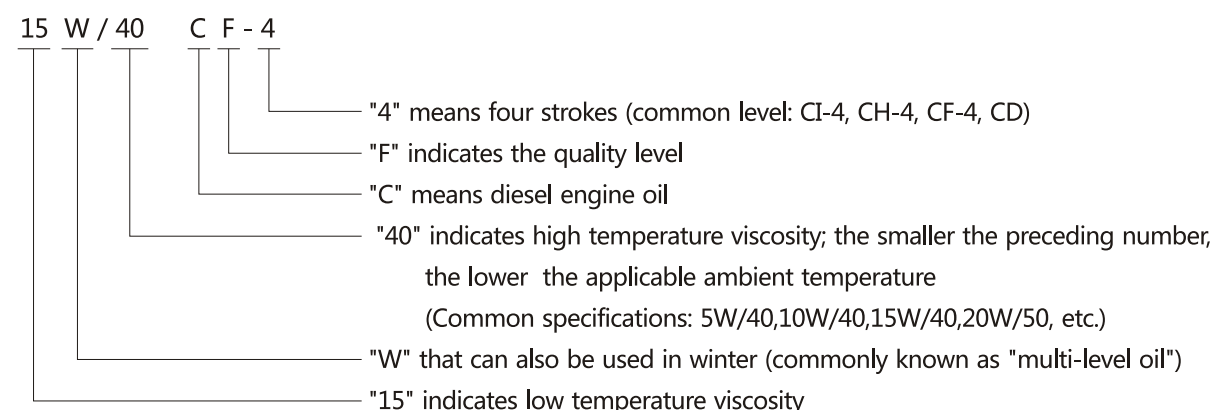 15 W / 40 C F - 4
"4" means four strokes (common level: CI-4, CH-4, CF-4, CD)
"F" indicates the quality level
"C" means diesel engine oil
"40" indicates high temperature viscosity; the smaller the preceding number,
the lower the applicable ambient temperature
(Common specifications: 5W/40,10W/40,15W/40,20W/50, etc.)
"W" that can also be used in winter (commonly known as "multi-level oil")
"15" indicates low temperature viscosity